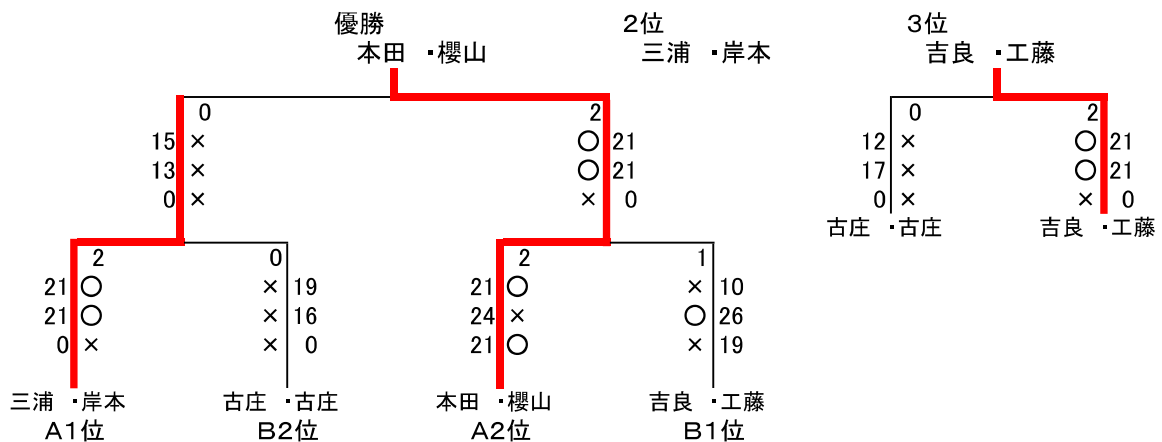 優勝 2位 3位
本田 ・櫻山 三浦 ・岸本 吉良 ・工藤
0 2 0 2
15 × ○ 21 12 × ○ 21
13 × ○ 21 17 × ○ 21
0 × × 0 0 × × 0
古庄 ・古庄 吉良 ・工藤
2 0 2 1
21 ○ × 19 21 ○ × 10
21 ○ × 16 24 × ○ 26
0 × × 0 21 ○ × 19
三浦 ・岸本 古庄 ・古庄 本田 ・櫻山 吉良 ・工藤
A1位 B2位 A2位 B1位